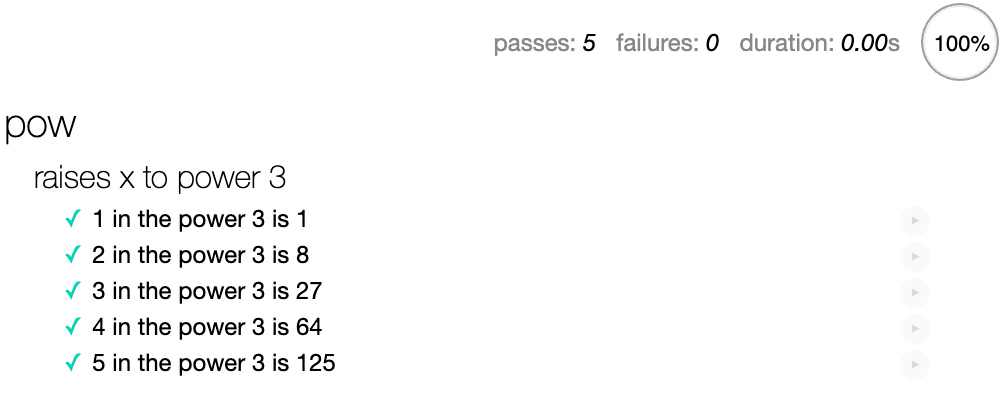 passes: 5 failures: 0 duration: 0.00s 100%
pow
raises x to power 3
✓ 1 in the power 3 is 1
✓ 2 in the power 3 is 8
✓ 3 in the power 3 is 27
✓ 4 in the power 3 is 64
✓ 5 in the power 3 is 125